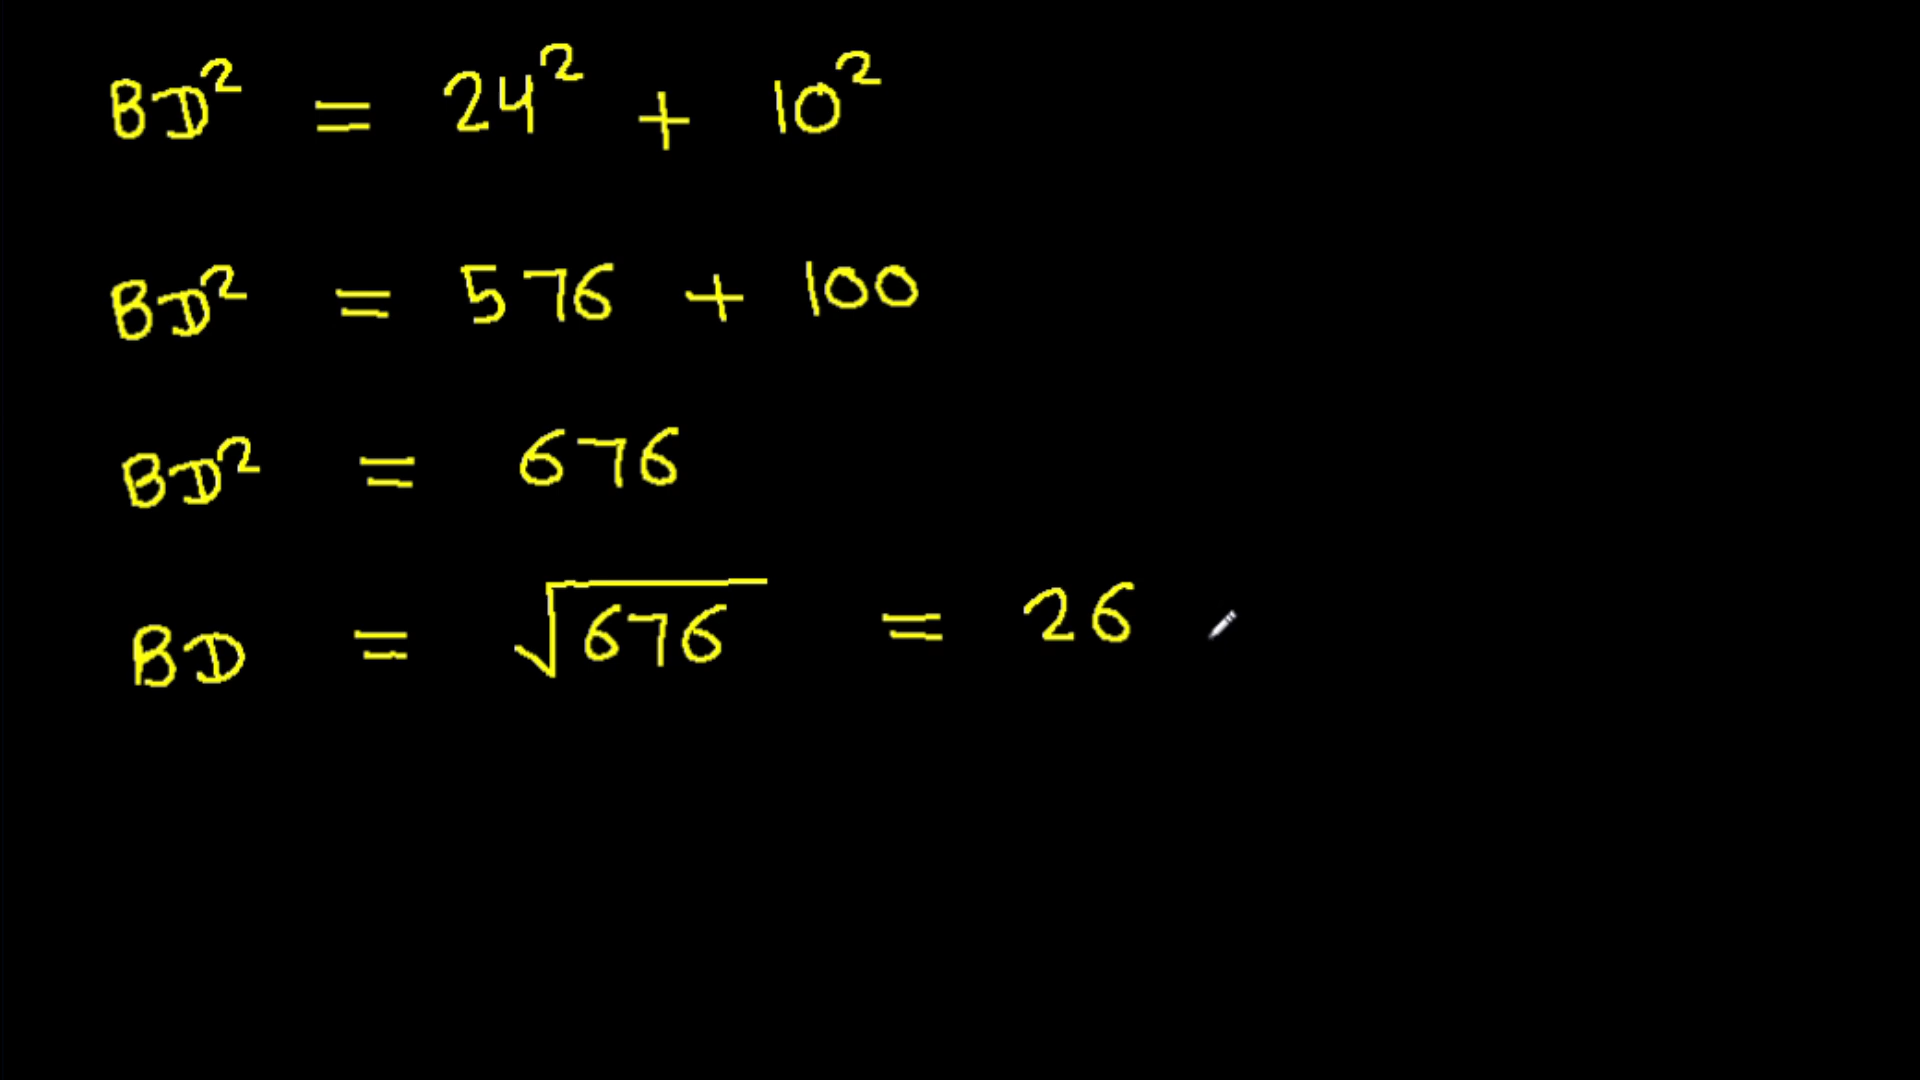 BD² = 24² + 10²
BD² = 576 + 100
BD² = 676
BD = √676 = 26